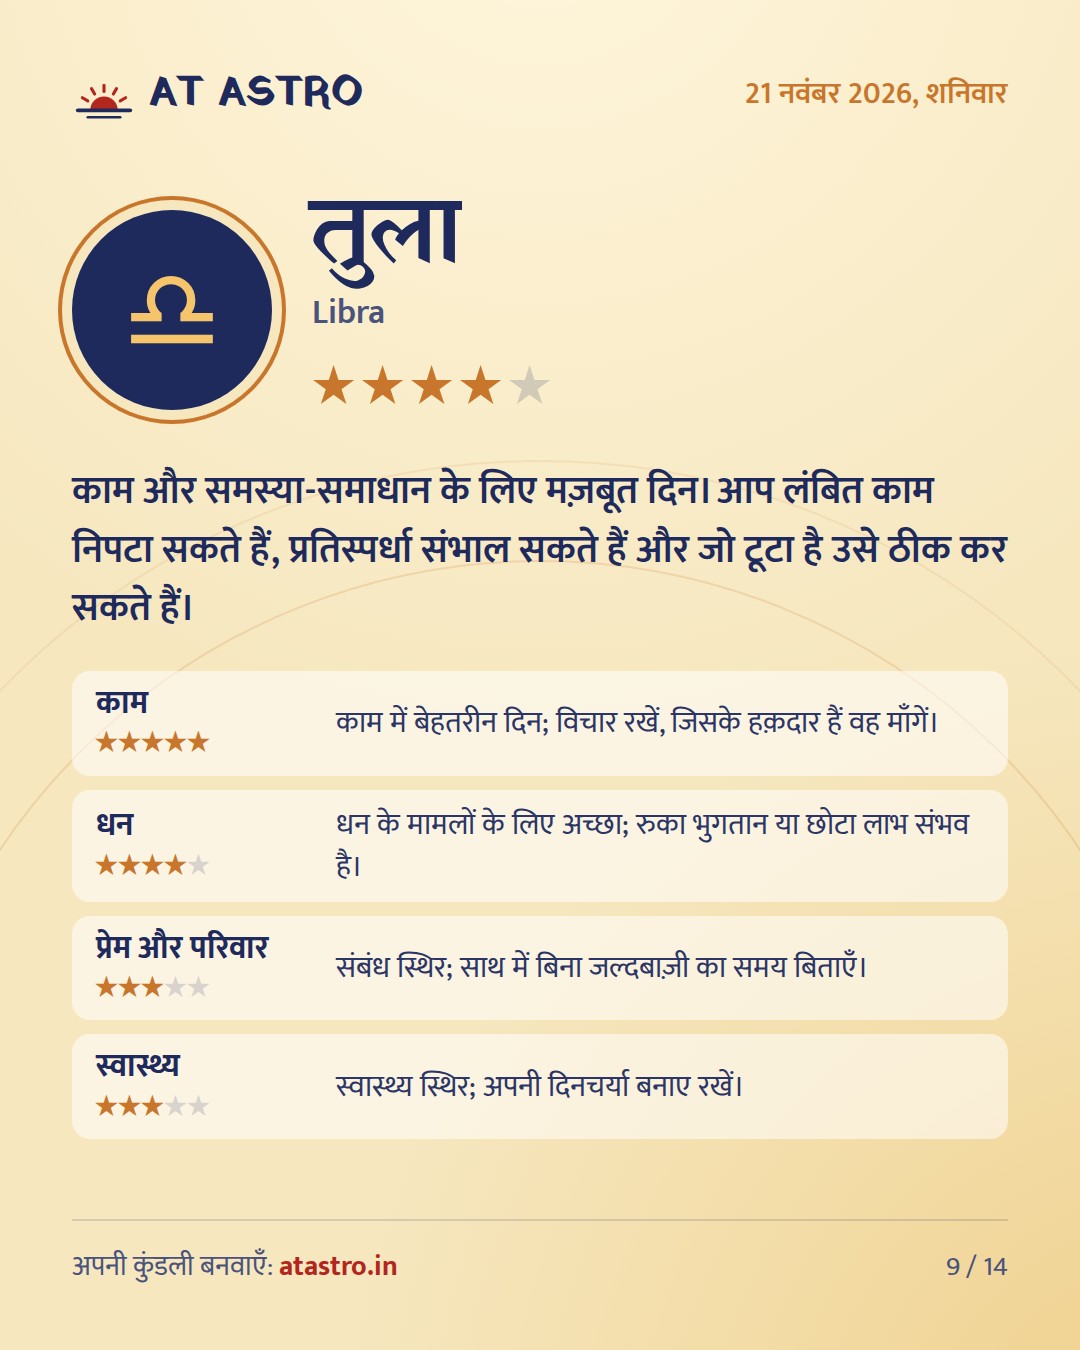 AT ASTRO
21 नवंबर 2026, शनिवार
तुला
Libra
काम और समस्या-समाधान के लिए मज़बूत दिन। आप लंबित काम
निपटा सकते हैं, प्रतिस्पर्धा संभाल सकते हैं और जो टूटा है उसे ठीक कर
सकते हैं।
काम
काम में बेहतरीन दिन; विचार रखें, जिसके हक़दार हैं वह माँगें।
धन
धन के मामलों के लिए अच्छा; रुका भुगतान या छोटा लाभ संभव
है।
प्रेम और परिवार
संबंध स्थिर; साथ में बिना जल्दबाज़ी का समय बिताएँ।
स्वास्थ्य
स्वास्थ्य स्थिर; अपनी दिनचर्या बनाए रखें।
अपनी कुंडली बनवाएँ: atastro.in
9 / 14